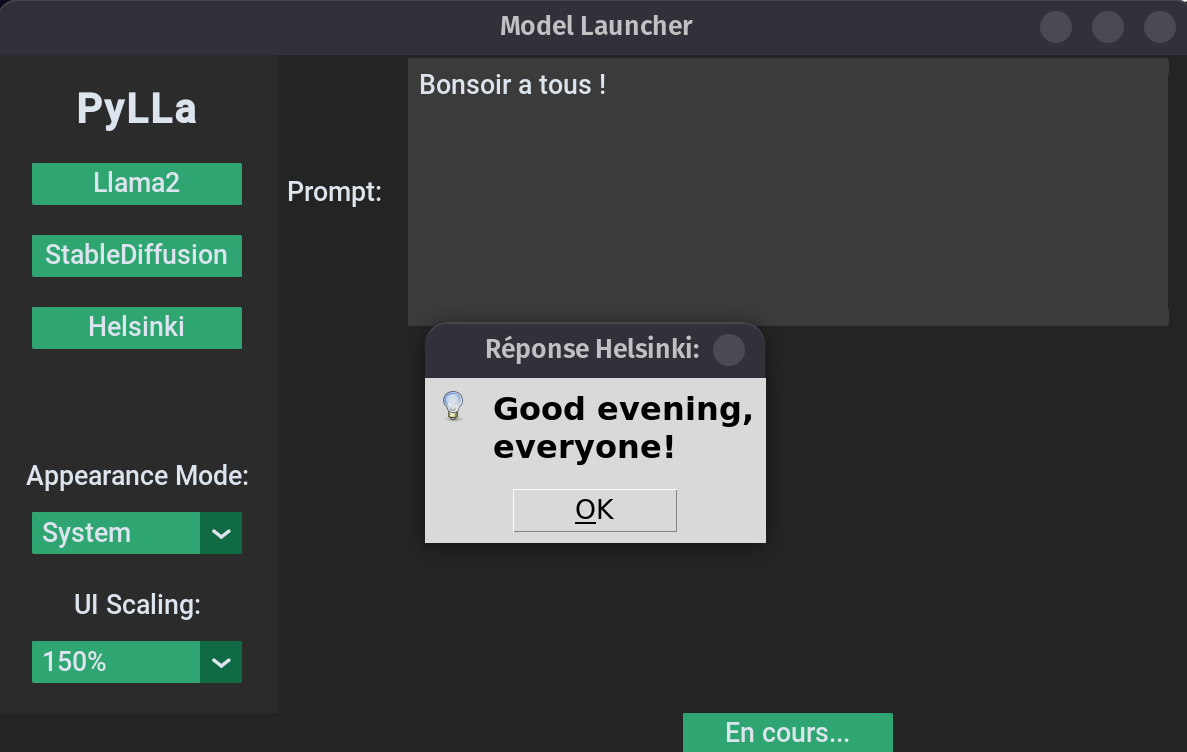 Model Launcher
PyLLa
Llama2
StableDiffusion
Helsinki
Appearance Mode:
System
UI Scaling:
150%
Prompt:
Bonsoir a tous !
Réponse Helsinki:
Good evening,
everyone!
OK
En cours...